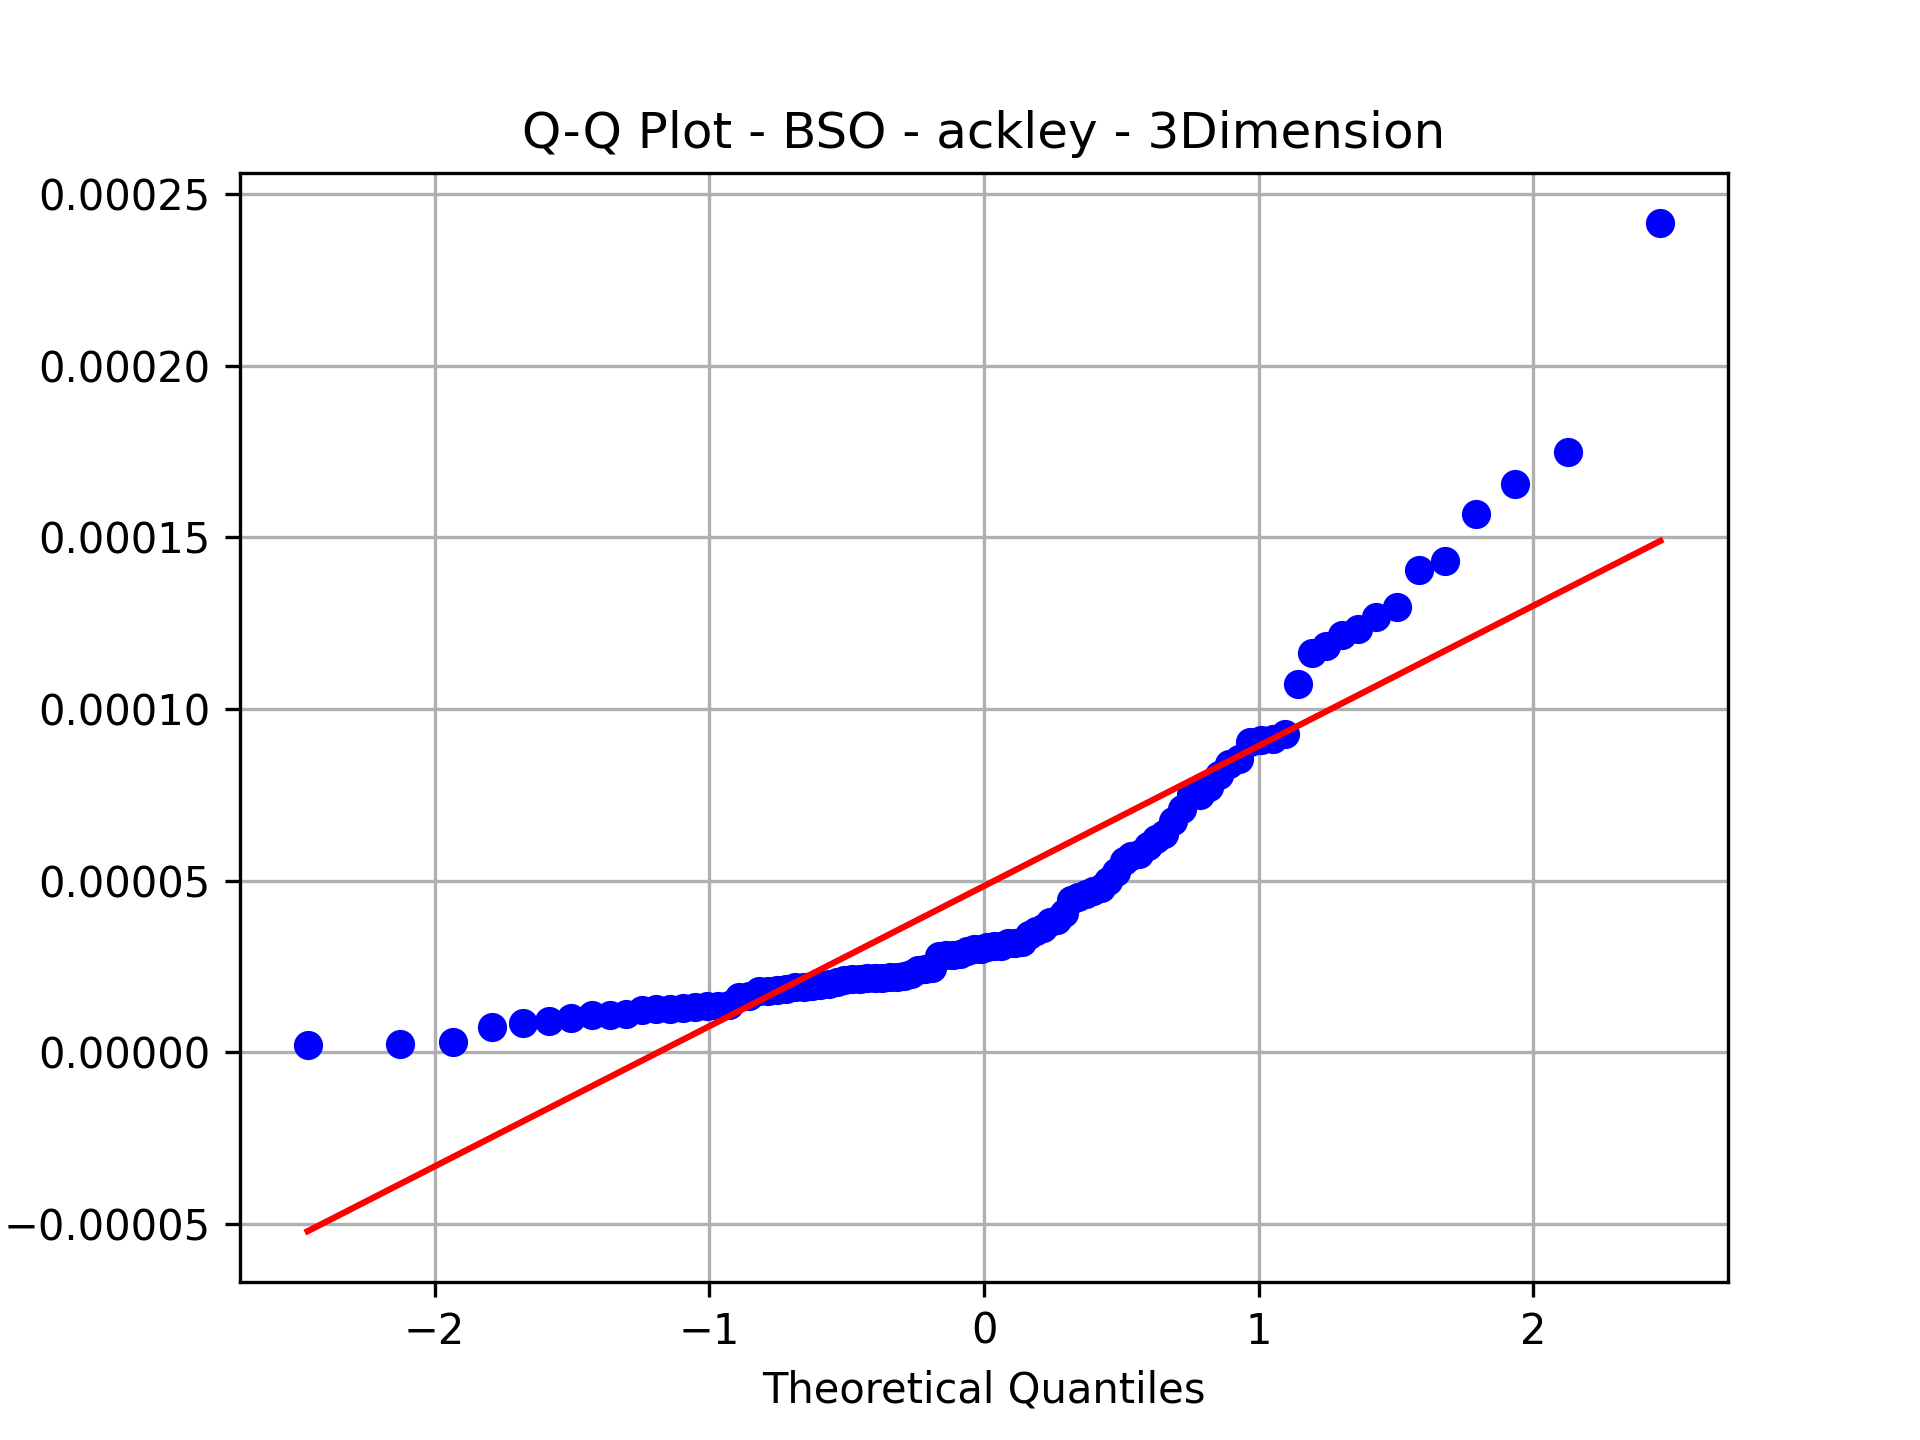 Q-Q Plot - BSO - ackley - 3Dimension
0.00025
0.00020
0.00015
0.00010
0.00005
0.00000
−0.00005
−2 −1 0 1 2
Theoretical Quantiles